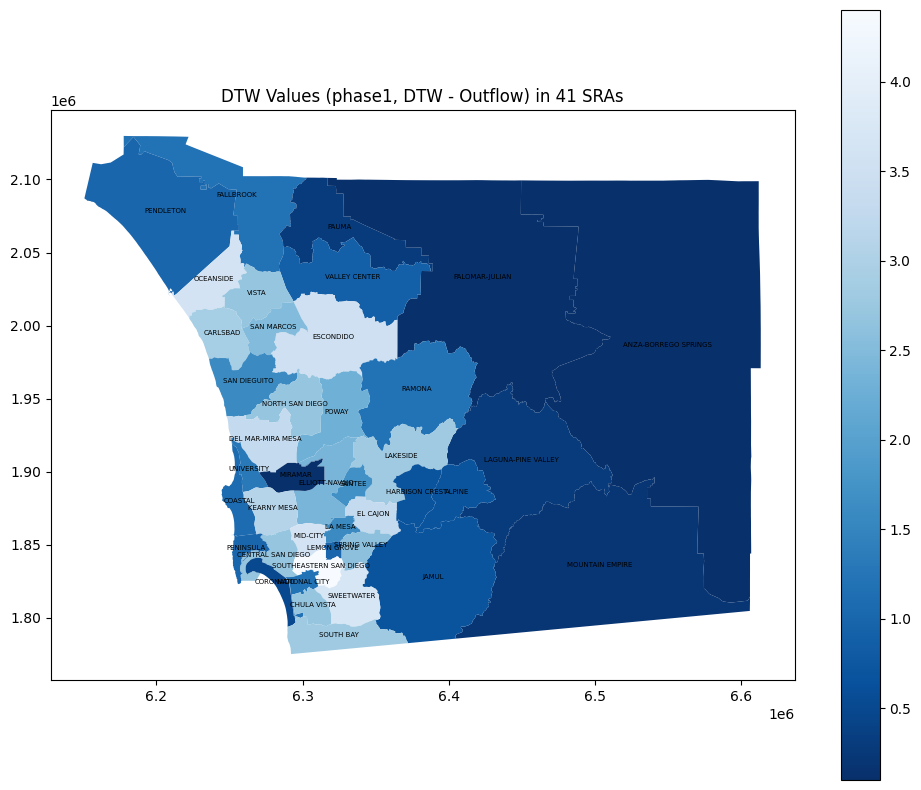 DTW Values (phase1, DTW - Outflow) in 41 SRAs
1e6
4.0
3.5
3.0
2.5
2.0
1.5
1.0
0.5
2.10
2.05
2.00
1.95
1.90
1.85
1.80
FALLBROOK
PENDLETON
PAUMA
OCEANSIDE
VALLEY CENTER
PALOMAR-JULIAN
VISTA
SAN MARCOS
CARLSBAD
ESCONDIDO
ANZA-BORREGO SPRINGS
SAN DIEGUITO
RAMONA
NORTH SAN DIEGO
POWAY
DEL MAR-MIRA MESA
LAKESIDE
LAGUNA-PINE VALLEY
UNIVERSITY
MIRAMAR
ELLIOTT-NAVAJO
SANTEE
HARBISON CREST
ALPINE
COASTAL
KEARNY MESA
EL CAJON
LA MESA
MID-CITY
PENINSULA
LEMON GROVE
SPRING VALLEY
CENTRAL SAN DIEGO
SOUTHEASTERN SAN DIEGO
MOUNTAIN EMPIRE
JAMUL
CORONADO
NATIONAL CITY
SWEETWATER
CHULA VISTA
SOUTH BAY
6.2
6.3
6.4
6.5
6.6
1e6